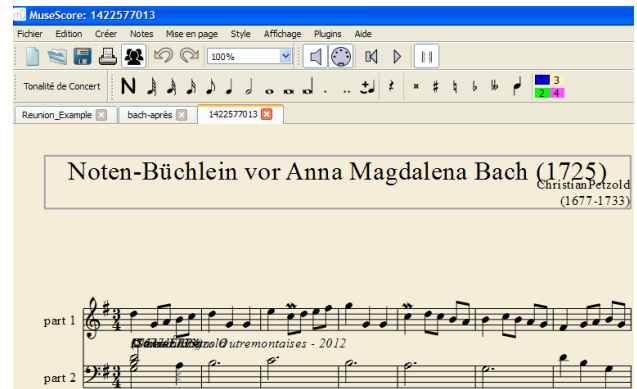 MuseScore: 1422577013
Fichier Edition Créer Notes Mise en page Style Affichage Plugins Aide
100%
Tonalité de Concert N 1 3
2 4
Reunion_Example bach-après 1422577013
Noten-Büchlein vor Anna Magdalena Bach (1725)
ChristianPetzold
(1677-1733)
part 1
Outremontaises - 2012
part 2